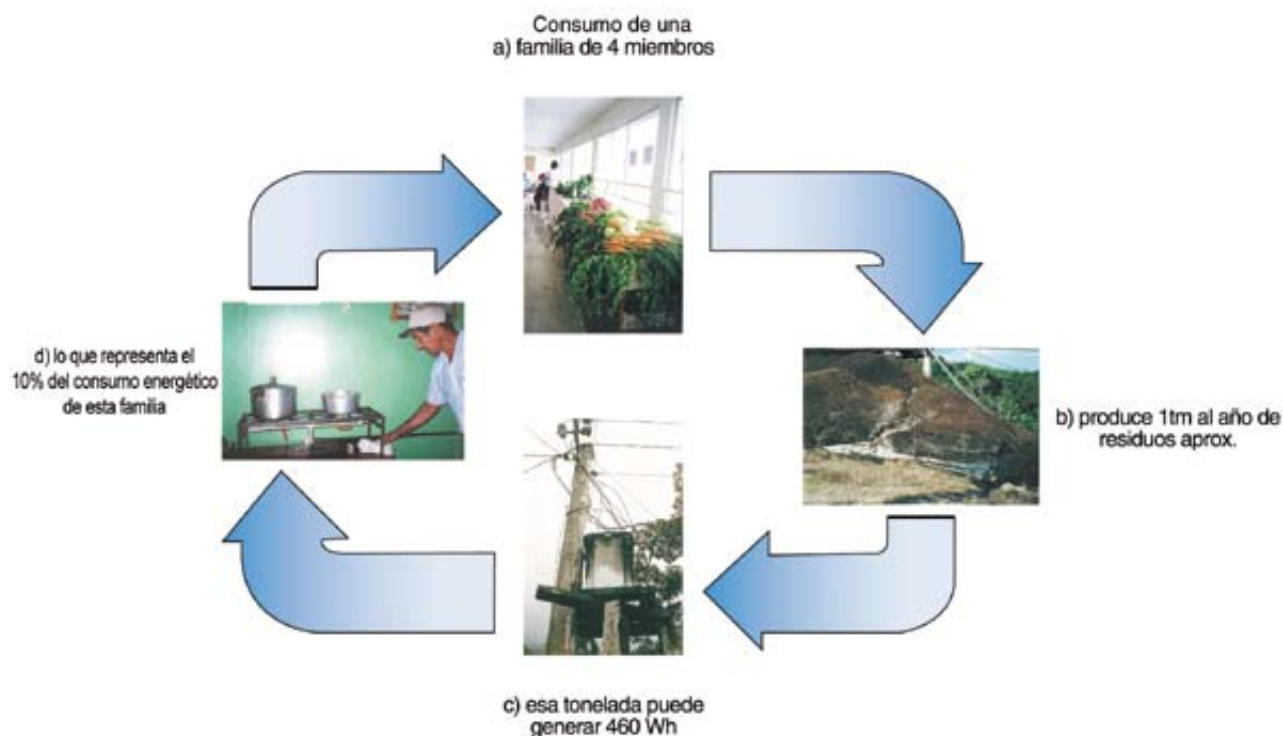 Consumo de una
a) familia de 4 miembros
b) produce 1tm al año de
residuos aprox.
c) esa tonelada puede
generar 460 Wh
d) lo que representa el
10% del consumo energético
de esta familia